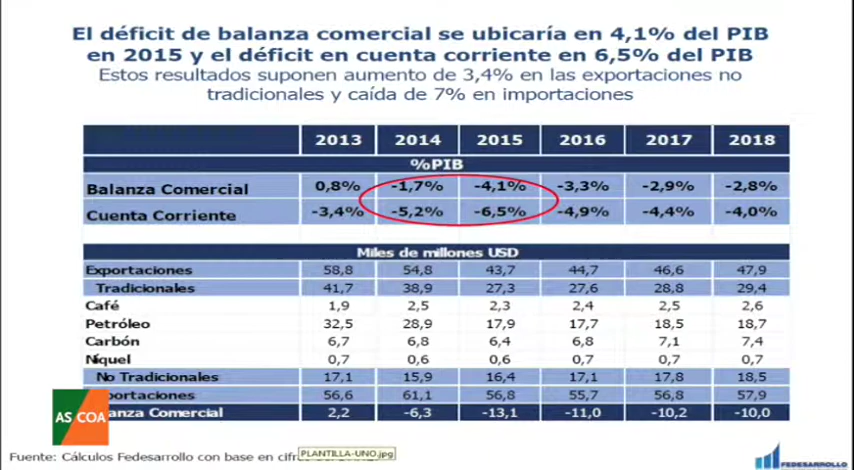 El déficit de balanza comercial se ubicaría en 4,1% del PIB
en 2015 y el déficit en cuenta corriente en 6,5% del PIB
Estos resultados suponen aumento de 3,4% en las exportaciones no
tradicionales y caída de 7% en importaciones
2013 2014 2015 2016 2017 2018
%PIB
Balanza Comercial 0,8% -1,7% -4,1% -3,3% -2,9% -2,8%
Cuenta Corriente -3,4% -5,2% -6,5% -4,9% -4,4% -4,0%
Miles de millones USD
Exportaciones 58,8 54,8 43,7 44,7 46,6 47,9
Tradicionales 41,7 38,9 27,3 27,6 28,8 29,4
Café 1,9 2,5 2,3 2,4 2,5 2,6
Petróleo 32,5 28,9 17,9 17,7 18,5 18,7
Carbón 6,7 6,8 6,4 6,8 7,1 7,4
Níquel 0,7 0,6 0,6 0,7 0,7 0,7
No Tradicionales 17,1 15,9 16,4 17,1 17,8 18,5
portaciones 56,6 61,1 56,8 55,7 56,8 57,9
anza Comercial 2,2 -6,3 -13,1 -11,0 -10,2 -10,0
AS COA
Fuente: Cálculos Fedesarrollo con base en cifr
PLANTILLA-UNO.jpg
FEDESARROLLO